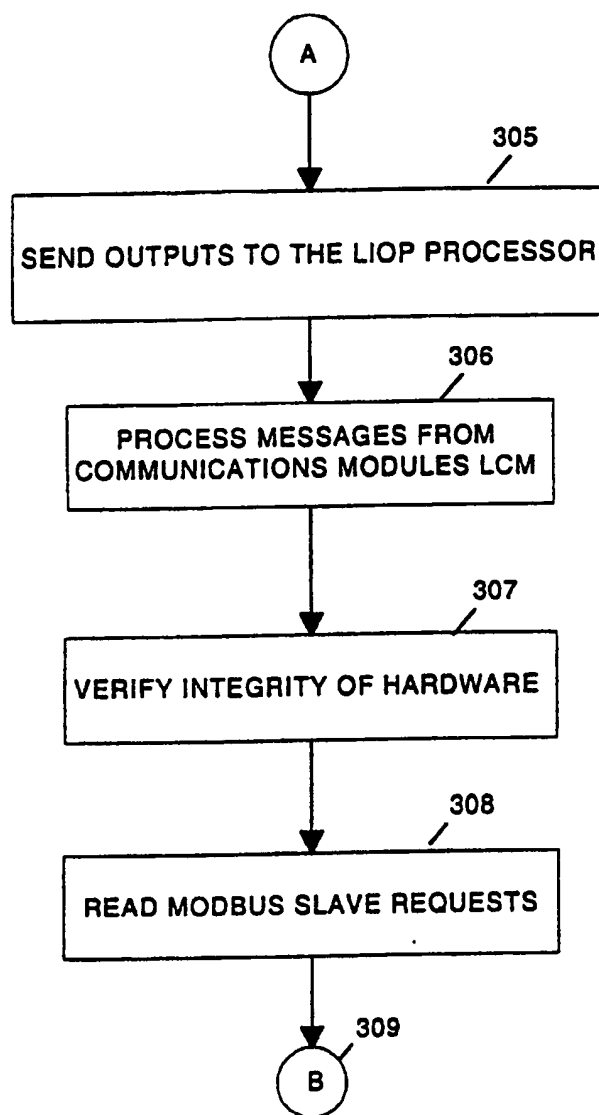 A
305
SEND OUTPUTS TO THE LIOP PROCESSOR
306
PROCESS MESSAGES FROM
COMMUNICATIONS MODULES LCM
307
VERIFY INTEGRITY OF HARDWARE
308
READ MODBUS SLAVE REQUESTS
309
B